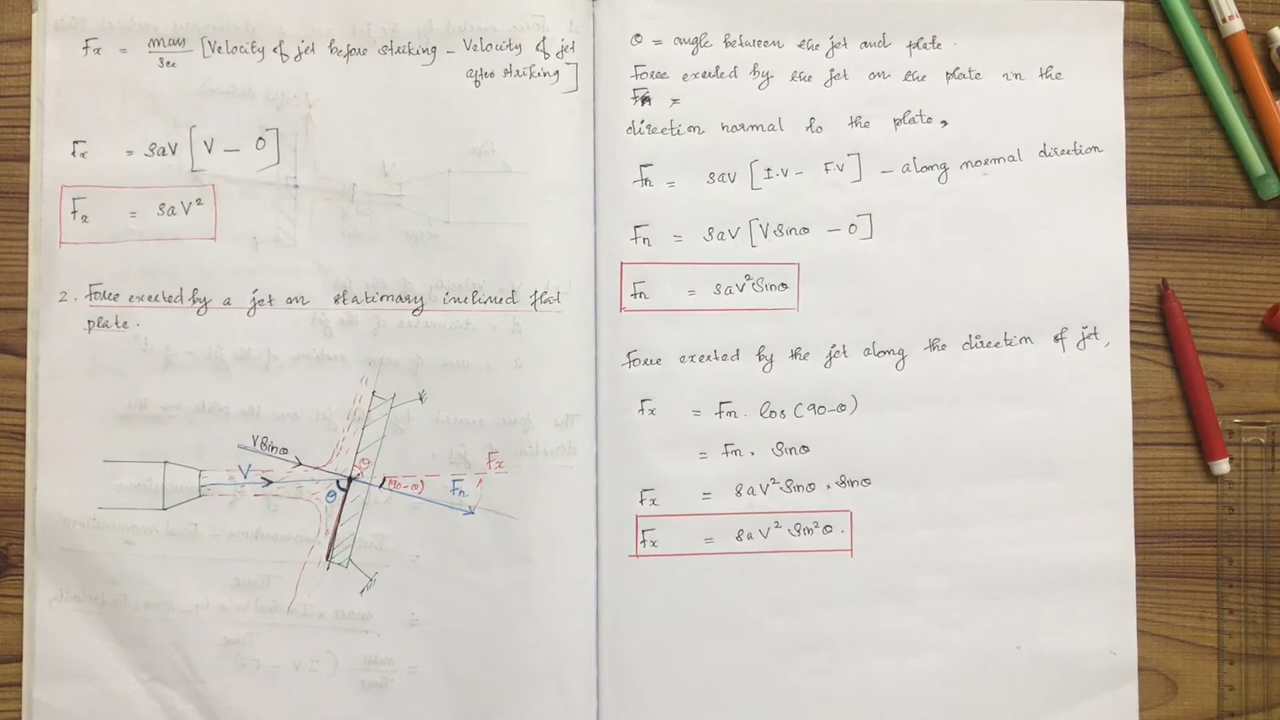 Fx = mass/sec [Velocity of jet before striking - Velocity of jet
after striking]
Fx = ρaV [V - 0]
Fx = ρaV²
2. Force exerted by a jet on stationary inclined flat
plate.
VSinθ
V
θ
θ
(90-θ)
Fx
Fn
θ = angle between the jet and plate.
Force exerted by the jet on the plate in the
direction normal to the plate,
Fn = ρaV [I.V - F.V] - along normal direction
Fn = ρaV [VSinθ - 0]
Fn = ρaV²Sinθ
Force exerted by the jet along the direction of jet,
Fx = Fn. Cos(90-θ)
= Fn. Sinθ
Fx = ρaV²Sinθ × Sinθ
Fx = ρaV² Sin²θ.